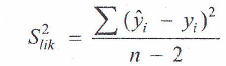 S²ₗᵢₖ = ∑ (ŷᵢ − yᵢ)² / n − 2